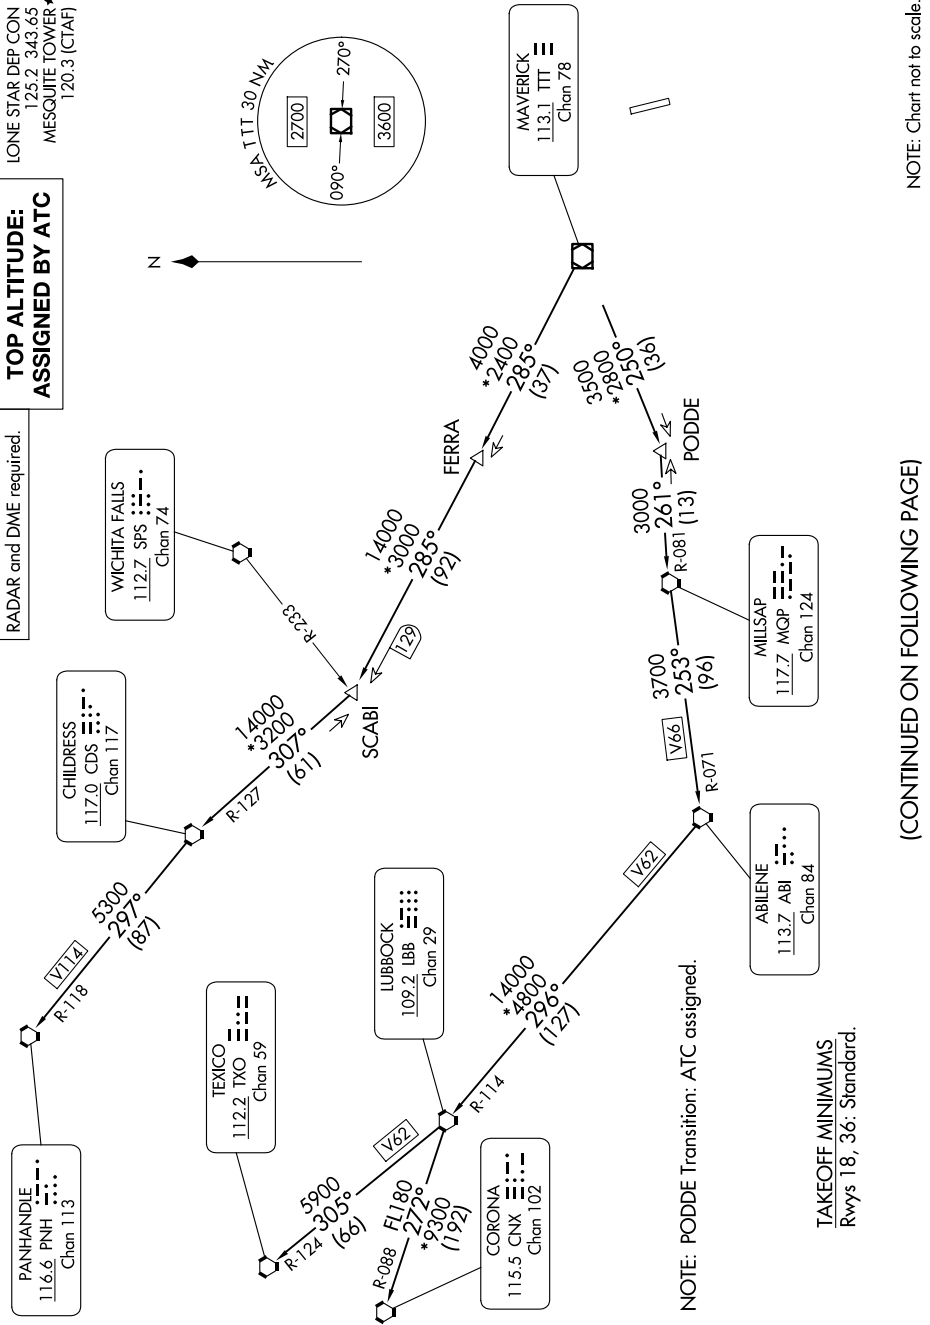 LONE STAR DEP CON
125.2 343.65
MESQUITE TOWER★
120.3 (CTAF)
TOP ALTITUDE:
ASSIGNED BY ATC
RADAR and DME required.
N
MSA TTT 30 NM
2700
090°
270°
3600
MAVERICK
113.1 TTT
Chan 78
4000
*2400
285°
(37)
FERRA
14000
*3000
285°
(92)
129
SCABI
WICHITA FALLS
112.7 SPS
Chan 74
R-233
14000
*3200
307°
(61)
R-127
CHILDRESS
117.0 CDS
Chan 117
5300
297°
(87)
V114
R-118
PANHANDLE
116.6 PNH
Chan 113
3500
*2800
250°
(36)
PODDE
3000
261°
(13)
R-081
MILLSAP
117.7 MQP
Chan 124
3700
253°
(96)
V66
R-071
ABILENE
113.7 ABI
Chan 84
V62
14000
*4800
296°
(127)
R-114
LUBBOCK
109.2 LBB
Chan 29
V62
5900
305°
(66)
R-124
TEXICO
112.2 TXO
Chan 59
FL180
272°
*9300
(192)
R-088
CORONA
115.5 CNX
Chan 102
NOTE: PODDE Transition: ATC assigned.
TAKEOFF MINIMUMS
Rwys 18, 36: Standard.
(CONTINUED ON FOLLOWING PAGE)
NOTE: Chart not to scale.